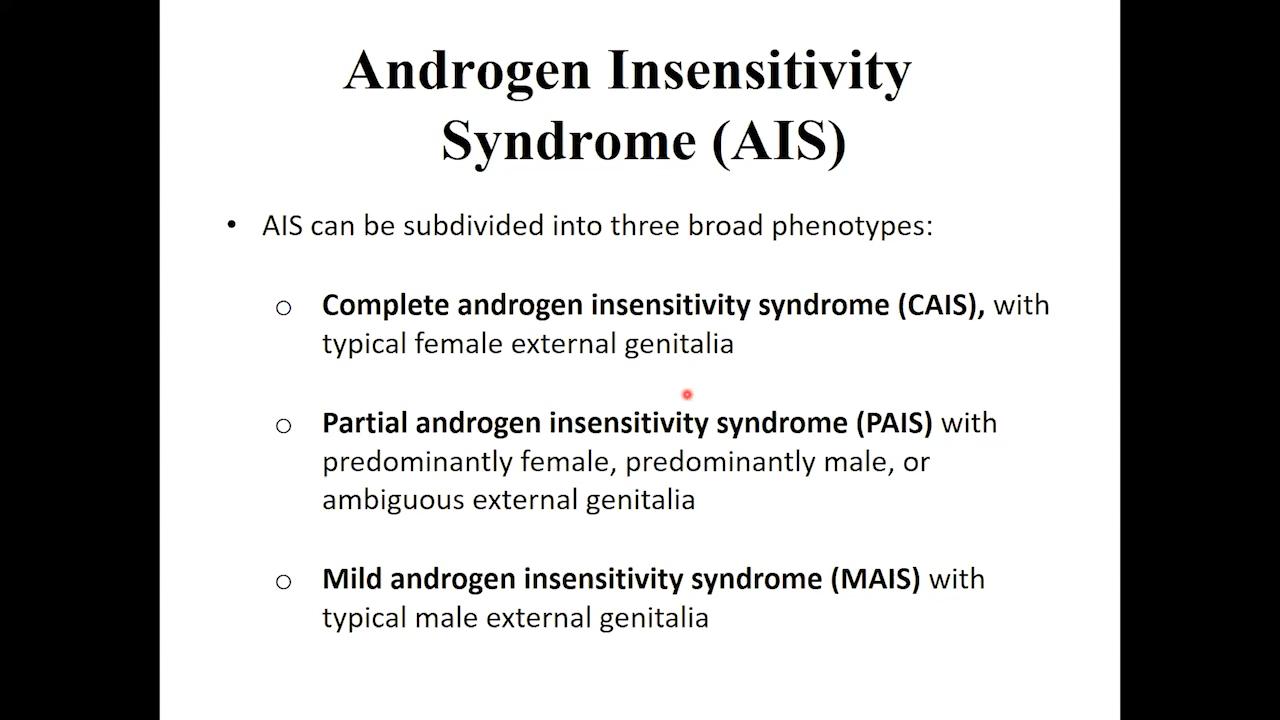 Androgen Insensitivity
Syndrome (AIS)
• AIS can be subdivided into three broad phenotypes:
o Complete androgen insensitivity syndrome (CAIS), with
typical female external genitalia
o Partial androgen insensitivity syndrome (PAIS) with
predominantly female, predominantly male, or
ambiguous external genitalia
o Mild androgen insensitivity syndrome (MAIS) with
typical male external genitalia